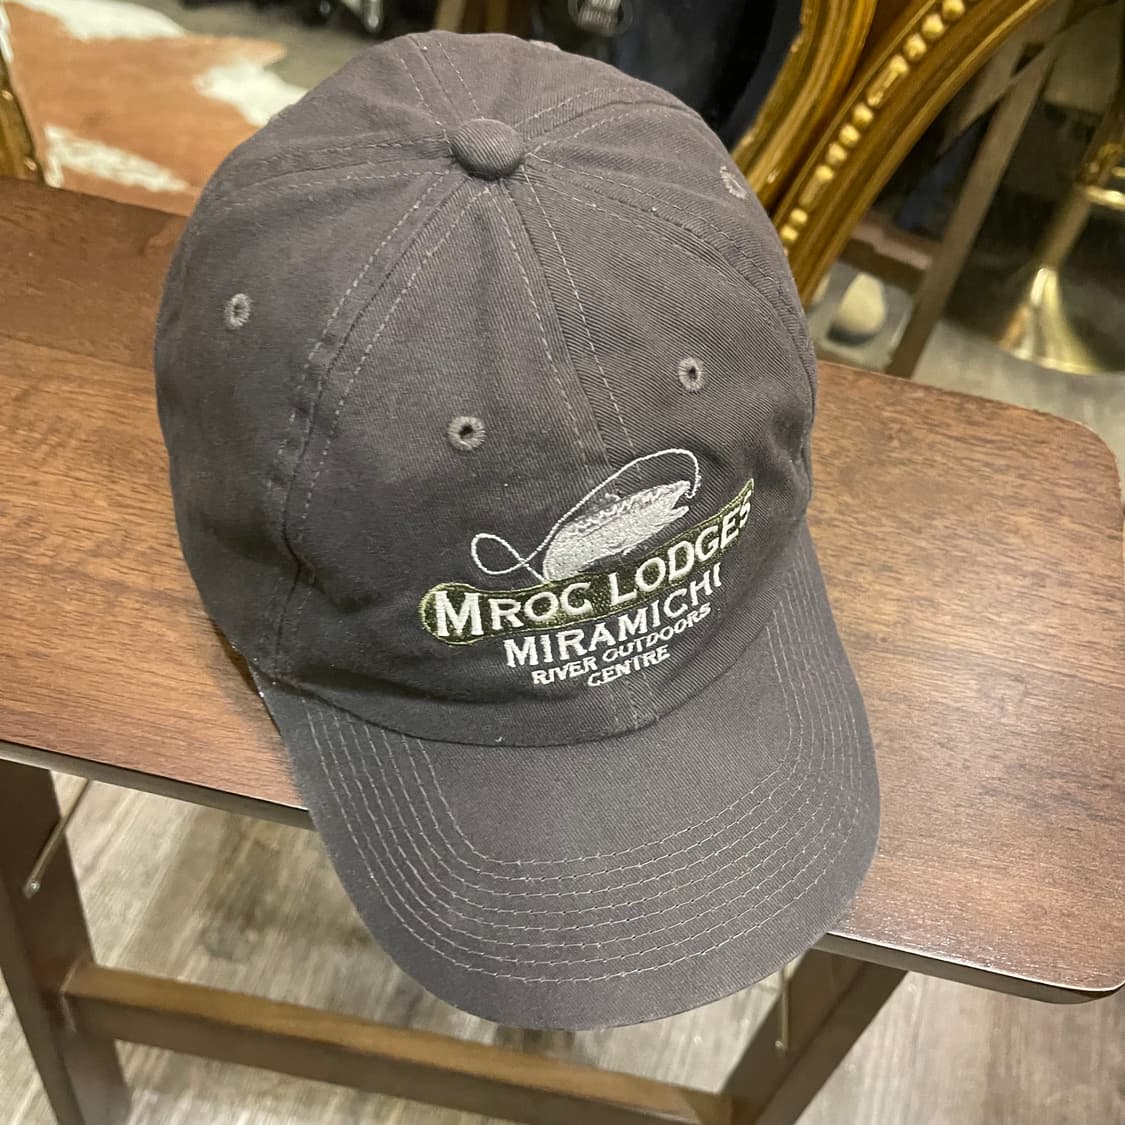 MROC LODGES
MIRAMICHI
RIVER OUTDOORS
CENTRE